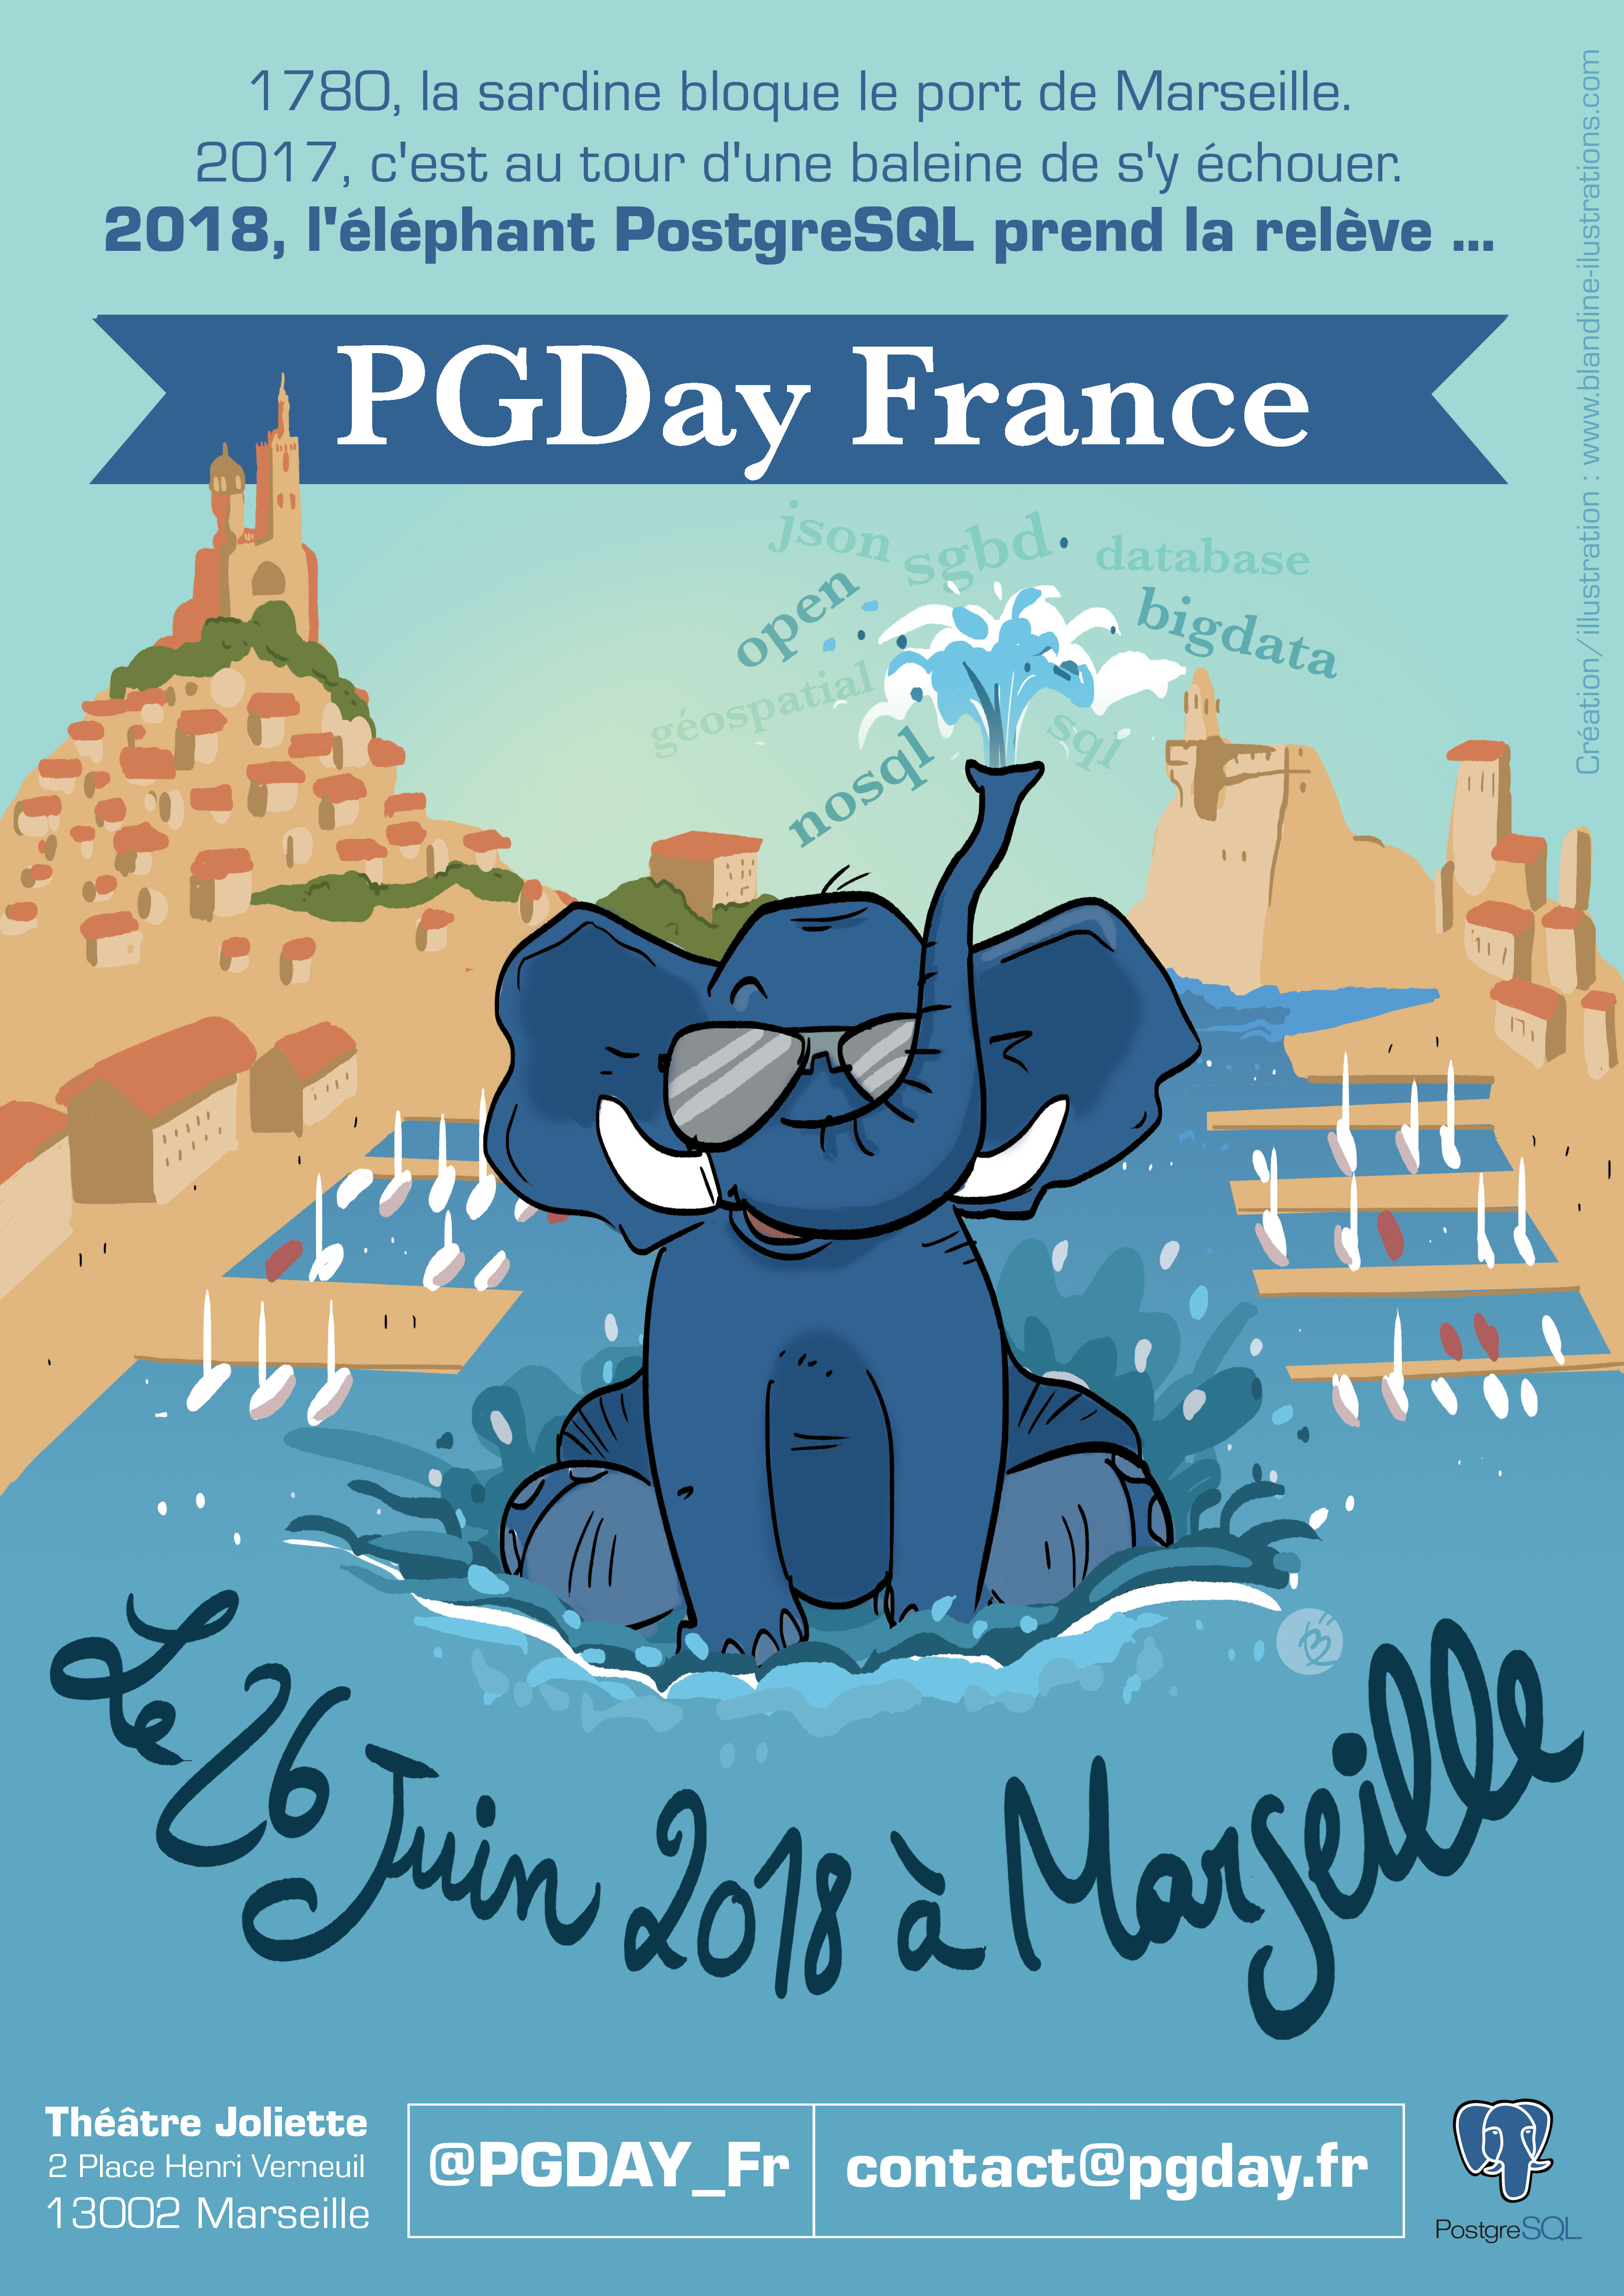 1780, la sardine bloque le port de Marseille.
2017, c'est au tour d'une baleine de s'y échouer.
2018, l'éléphant PostgreSQL prend la relève ...
PGDay France
json
sgbd
database
open
bigdata
géospatial
sql
nosql
Le 26 Juin 2018 à Marseille
Théâtre Joliette
2 Place Henri Verneuil
13002 Marseille
@PGDAY_Fr
contact@pgday.fr
PostgreSQL
Création/illustration : www.blandine-ilustrations.com